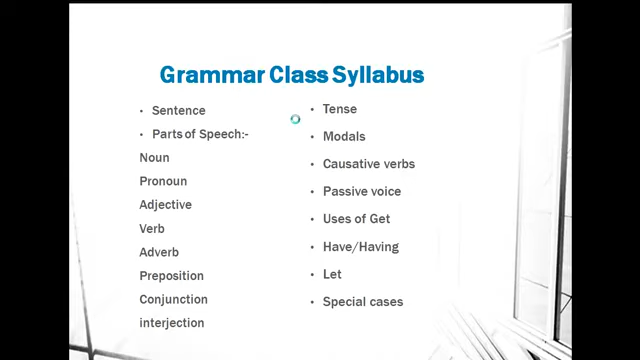 Grammar Class Syllabus
• Sentence
• Parts of Speech:-
Noun
Pronoun
Adjective
Verb
Adverb
Preposition
Conjunction
interjection
• Tense
• Modals
• Causative verbs
• Passive voice
• Uses of Get
• Have/Having
• Let
• Special cases